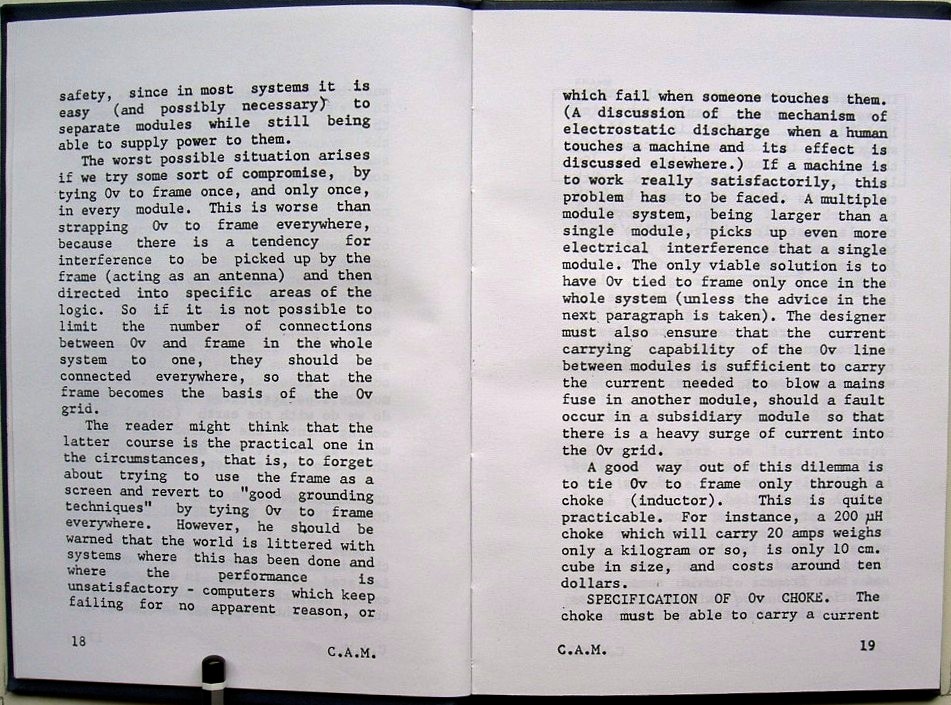 safety, since in most systems it is
easy (and possibly necessary) to
separate modules while still being
able to supply power to them.
The worst possible situation arises
if we try some sort of compromise, by
tying Ov to frame once, and only once,
in every module. This is worse than
strapping Ov to frame everywhere,
because there is a tendency for
interference to be picked up by the
frame (acting as an antenna) and then
directed into specific areas of the
logic. So if it is not possible to
limit the number of connections
between Ov and frame in the whole
system to one, they should be
connected everywhere, so that the
frame becomes the basis of the Ov
grid.
The reader might think that the
latter course is the practical one in
the circumstances, that is, to forget
about trying to use the frame as a
screen and revert to "good grounding
techniques" by tying Ov to frame
everywhere. However, he should be
warned that the world is littered with
systems where this has been done and
where the performance is
unsatisfactory - computers which keep
failing for no apparent reason, or
18
C.A.M.
which fail when someone touches them.
(A discussion of the mechanism of
electrostatic discharge when a human
touches a machine and its effect is
discussed elsewhere.) If a machine is
to work really satisfactorily, this
problem has to be faced. A multiple
module system, being larger than a
single module, picks up even more
electrical interference that a single
module. The only viable solution is to
have Ov tied to frame only once in the
whole system (unless the advice in the
next paragraph is taken). The designer
must also ensure that the current
carrying capability of the Ov line
between modules is sufficient to carry
the current needed to blow a mains
fuse in another module, should a fault
occur in a subsidiary module so that
there is a heavy surge of current into
the Ov grid.
A good way out of this dilemma is
to tie Ov to frame only through a
choke (inductor). This is quite
practicable. For instance, a 200 µH
choke which will carry 20 amps weighs
only a kilogram or so, is only 10 cm.
cube in size, and costs around ten
dollars.
SPECIFICATION OF Ov CHOKE. The
choke must be able to carry a current
C.A.M.
19